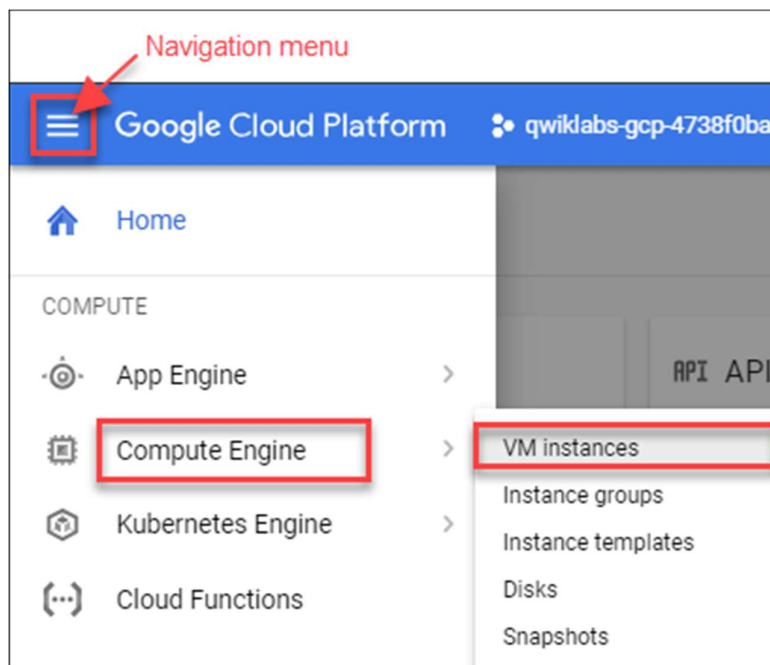 Navigation menu
Google Cloud Platform qwiklabs-gcp-4738f0ba
Home
COMPUTE
App Engine
API API
Compute Engine
VM instances
Instance groups
Kubernetes Engine
Instance templates
Disks
Cloud Functions
Snapshots